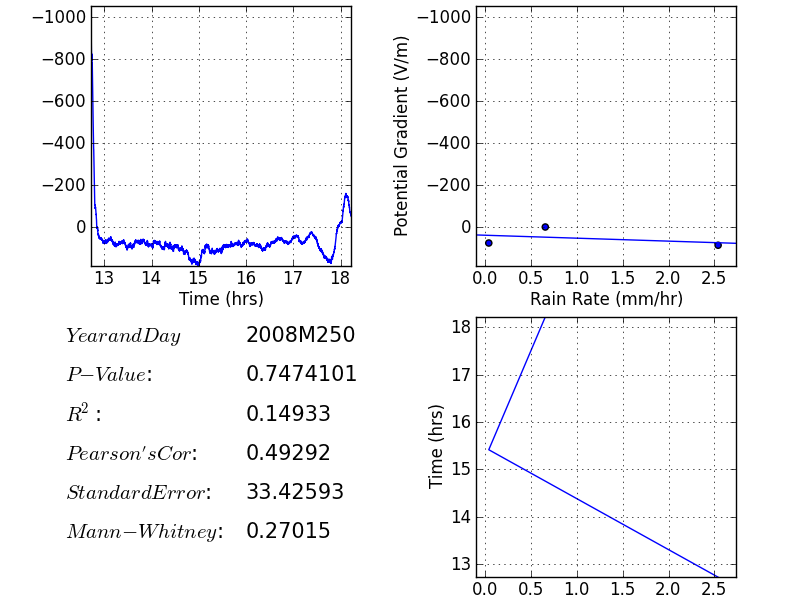 −1000
−800
−600
−400
−200
0
13 14 15 16 17 18
Time (hrs)
−1000
−800
−600
−400
−200
0
Potential Gradient (V/m)
0.0 0.5 1.0 1.5 2.0 2.5
Rain Rate (mm/hr)
YearandDay 2008M250
P−Value: 0.7474101
R²: 0.14933
Pearson'sCor: 0.49292
StandardError: 33.42593
Mann−Whitney: 0.27015
18
17
16
15
14
13
Time (hrs)
0.0 0.5 1.0 1.5 2.0 2.5